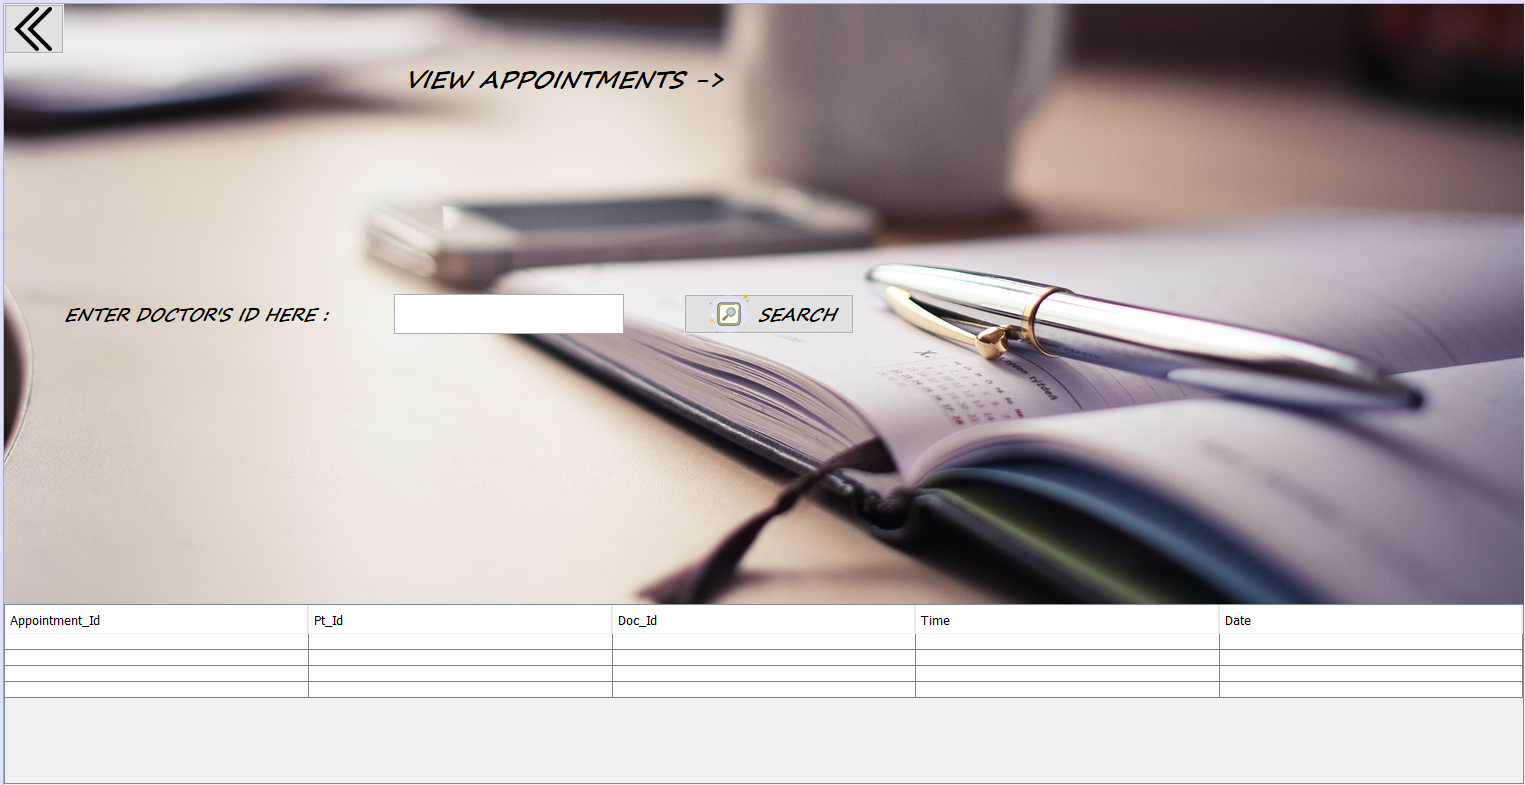 VIEW APPOINTMENTS ->
ENTER DOCTOR'S ID HERE :
SEARCH
Appointment_Id Pt_Id Doc_Id Time Date